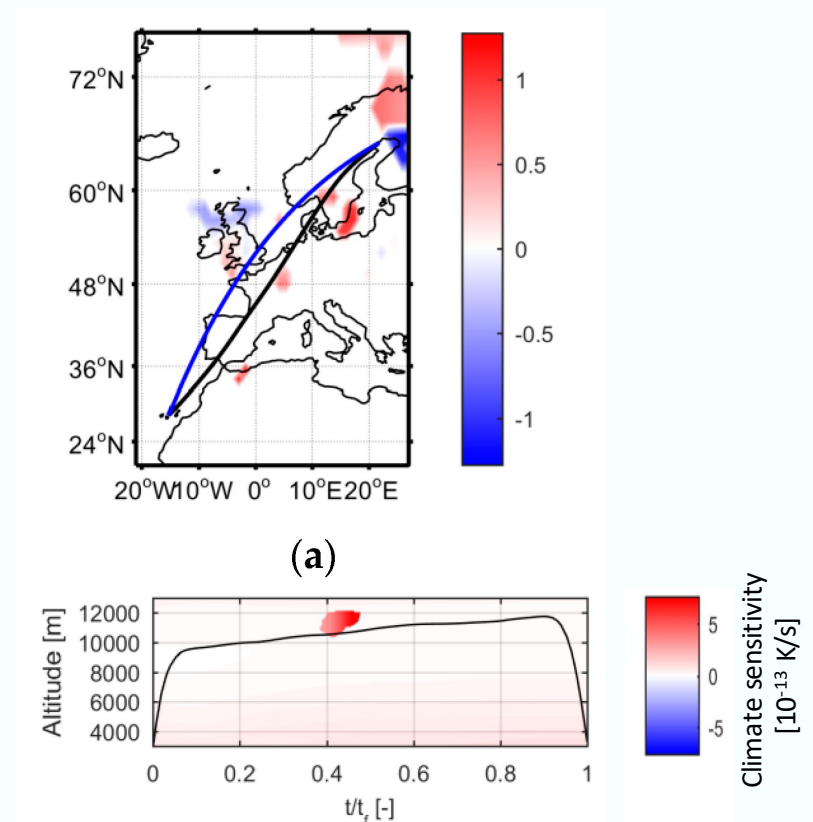 72°N
60°N
48°N
36°N
24°N
20°W10°W 0° 10°E20°E
1
0.5
0
-0.5
-1
(a)
Altitude [m]
12000
10000
8000
6000
4000
0 0.2 0.4 0.6 0.8 1
t/t_f [-]
5
0
-5
Climate sensitivity
[10⁻¹³ K/s]